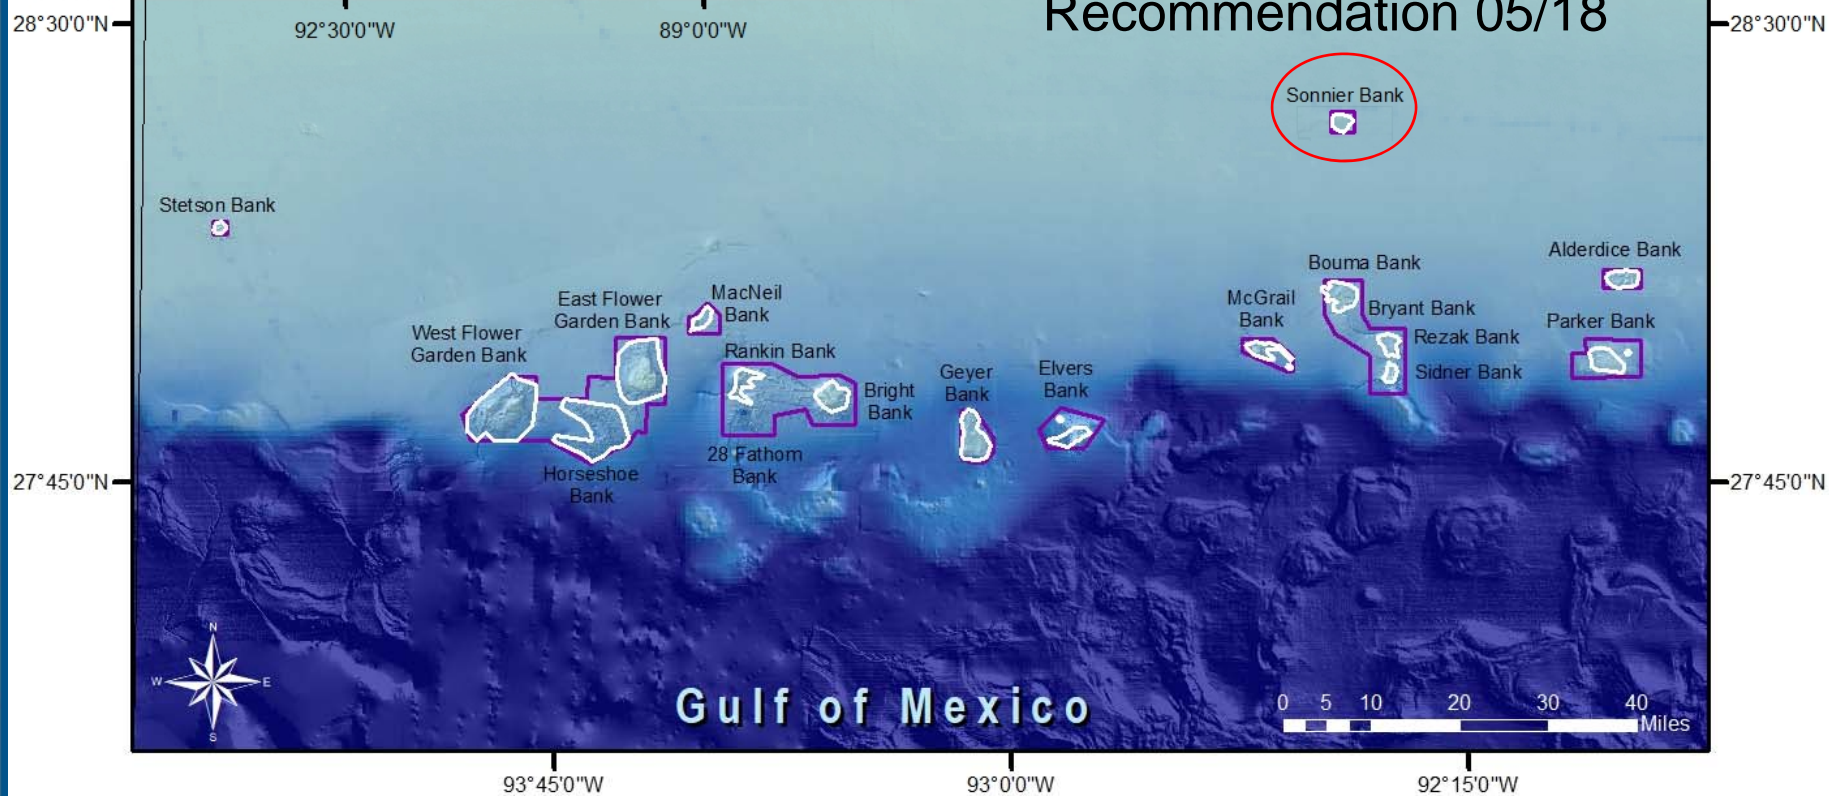 Recommendation 05/18
28°30'0"N
92°30'0"W
89°0'0"W
28°30'0"N
Sonnier Bank
Stetson Bank
Alderdice Bank
Bouma Bank
MacNeil
Bank
East Flower
Garden Bank
McGrail
Bank
Bryant Bank
Parker Bank
West Flower
Garden Bank
Rezak Bank
Rankin Bank
Sidner Bank
Geyer
Bank
Elvers
Bank
Bright
Bank
28 Fathom
Bank
Horseshoe
Bank
27°45'0"N
27°45'0"N
N
W
E
S
Gulf of Mexico
0 5 10 20 30 40
Miles
93°45'0"W
93°0'0"W
92°15'0"W